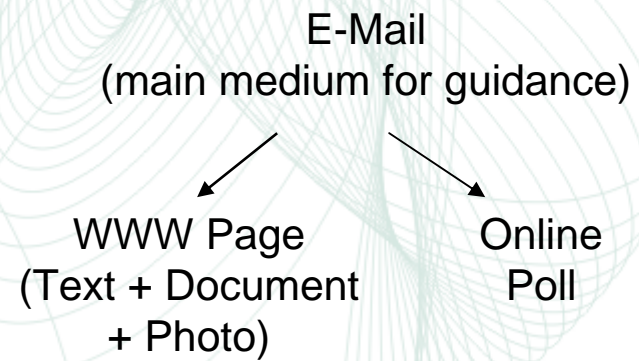 E-Mail
(main medium for guidance)
WWW Page
(Text + Document
+ Photo)
Online
Poll